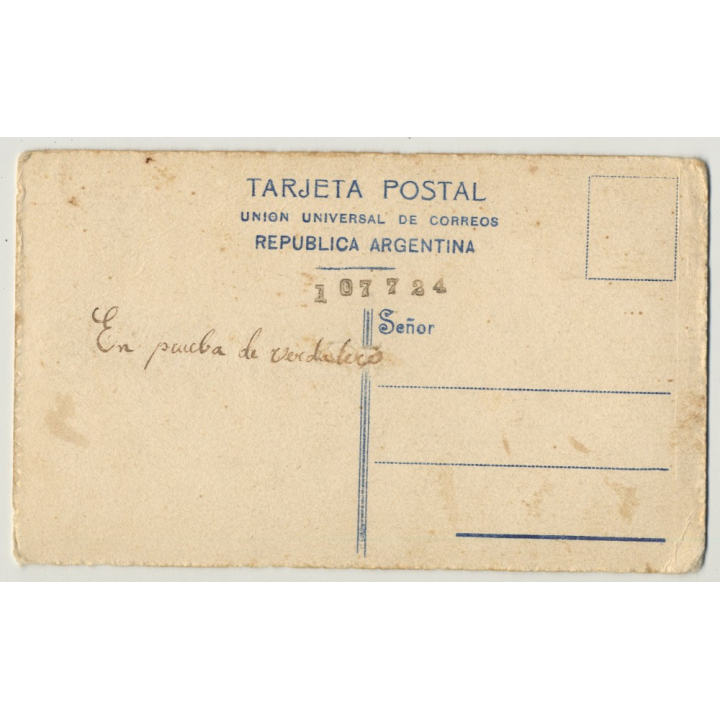 TARJETA POSTAL
UNION UNIVERSAL DE CORREOS
REPUBLICA ARGENTINA
107724
Señor
En prueba de verdadero